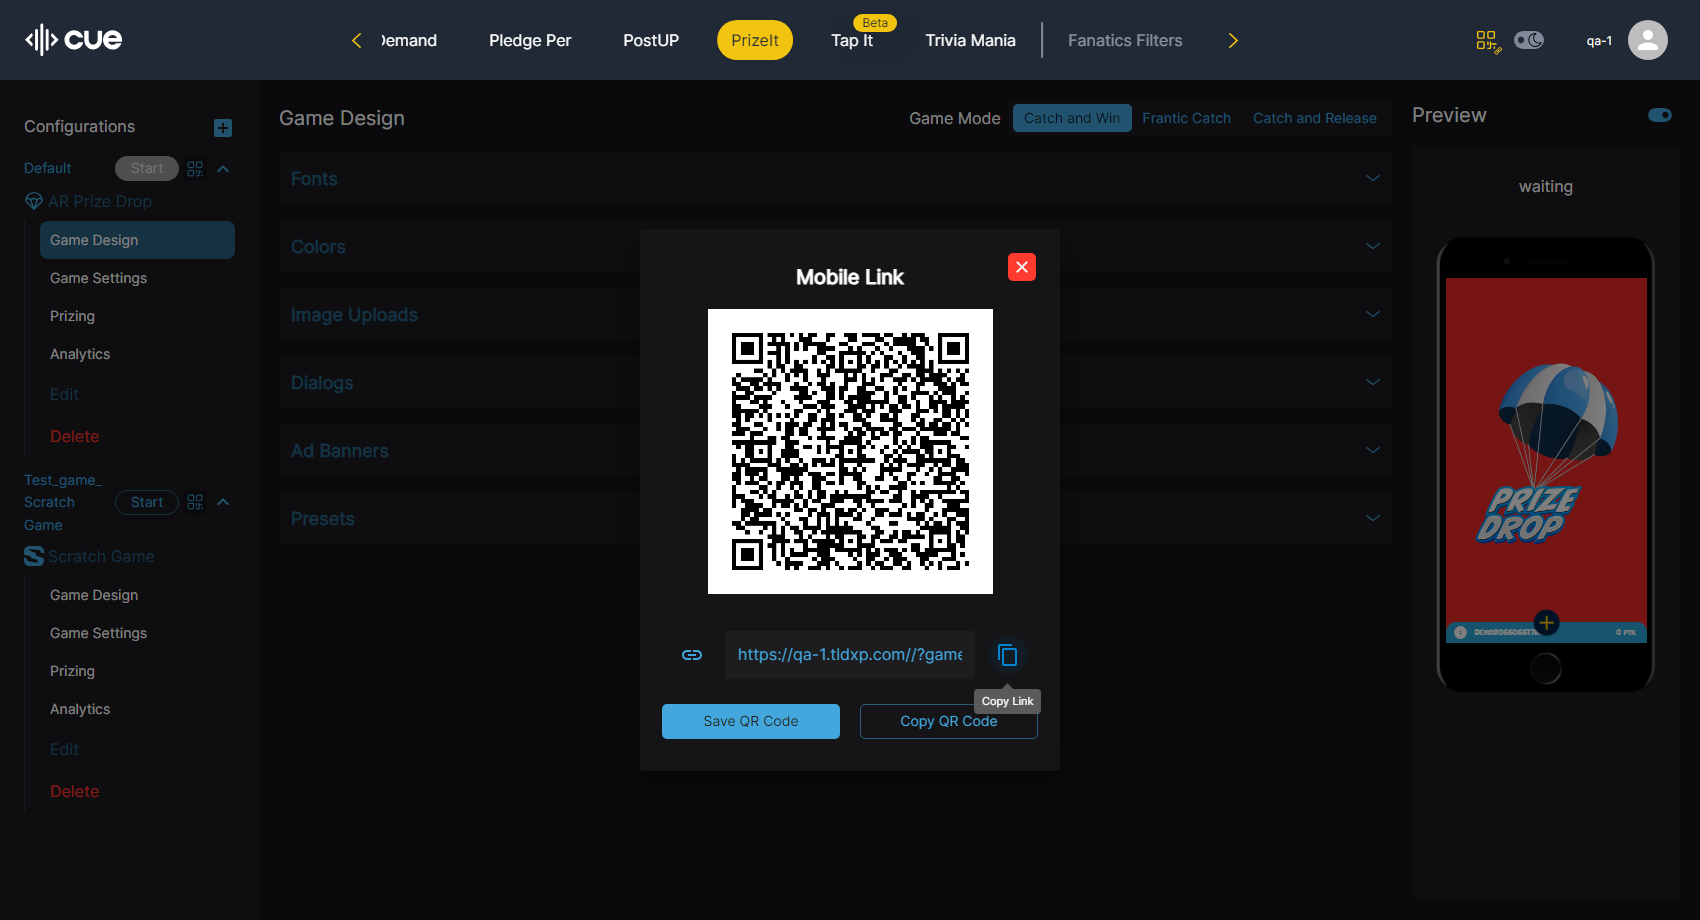 cue
Demand
Pledge Per
PostUP
PrizeIt
Beta
Tap It
Trivia Mania
Fanatics Filters
qa-1
Configurations
Default
Start
AR Prize Drop
Game Design
Game Settings
Prizing
Analytics
Edit
Delete
Test_game_
Scratch
Game
Start
Scratch Game
Game Design
Game Settings
Prizing
Analytics
Edit
Delete
Game Design
Game Mode
Catch and Win
Frantic Catch
Catch and Release
Fonts
Colors
Image Uploads
Dialogs
Ad Banners
Presets
Mobile Link
https://qa-1.tldxp.com//?game
Copy Link
Save QR Code
Copy QR Code
Preview
waiting
PRIZE
DROP
0 PTS.